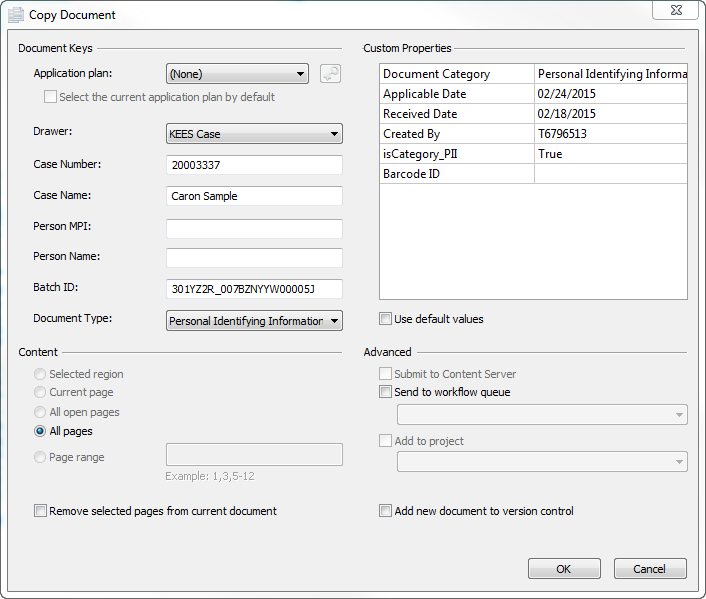 Copy Document
Document Keys
Application plan: (None)
Select the current application plan by default
Drawer: KEES Case
Case Number: 20003337
Case Name: Caron Sample
Person MPI:
Person Name:
Batch ID: 301YZ2R_007BZNYYW00005J
Document Type: Personal Identifying Information
Custom Properties
Document Category Personal Identifying Informa
Applicable Date 02/24/2015
Received Date 02/18/2015
Created By T6796513
isCategory_PII True
Barcode ID
Use default values
Content
Selected region
Current page
All open pages
All pages
Page range
Example: 1,3,5-12
Remove selected pages from current document
Advanced
Submit to Content Server
Send to workflow queue
Add to project
Add new document to version control
OK Cancel